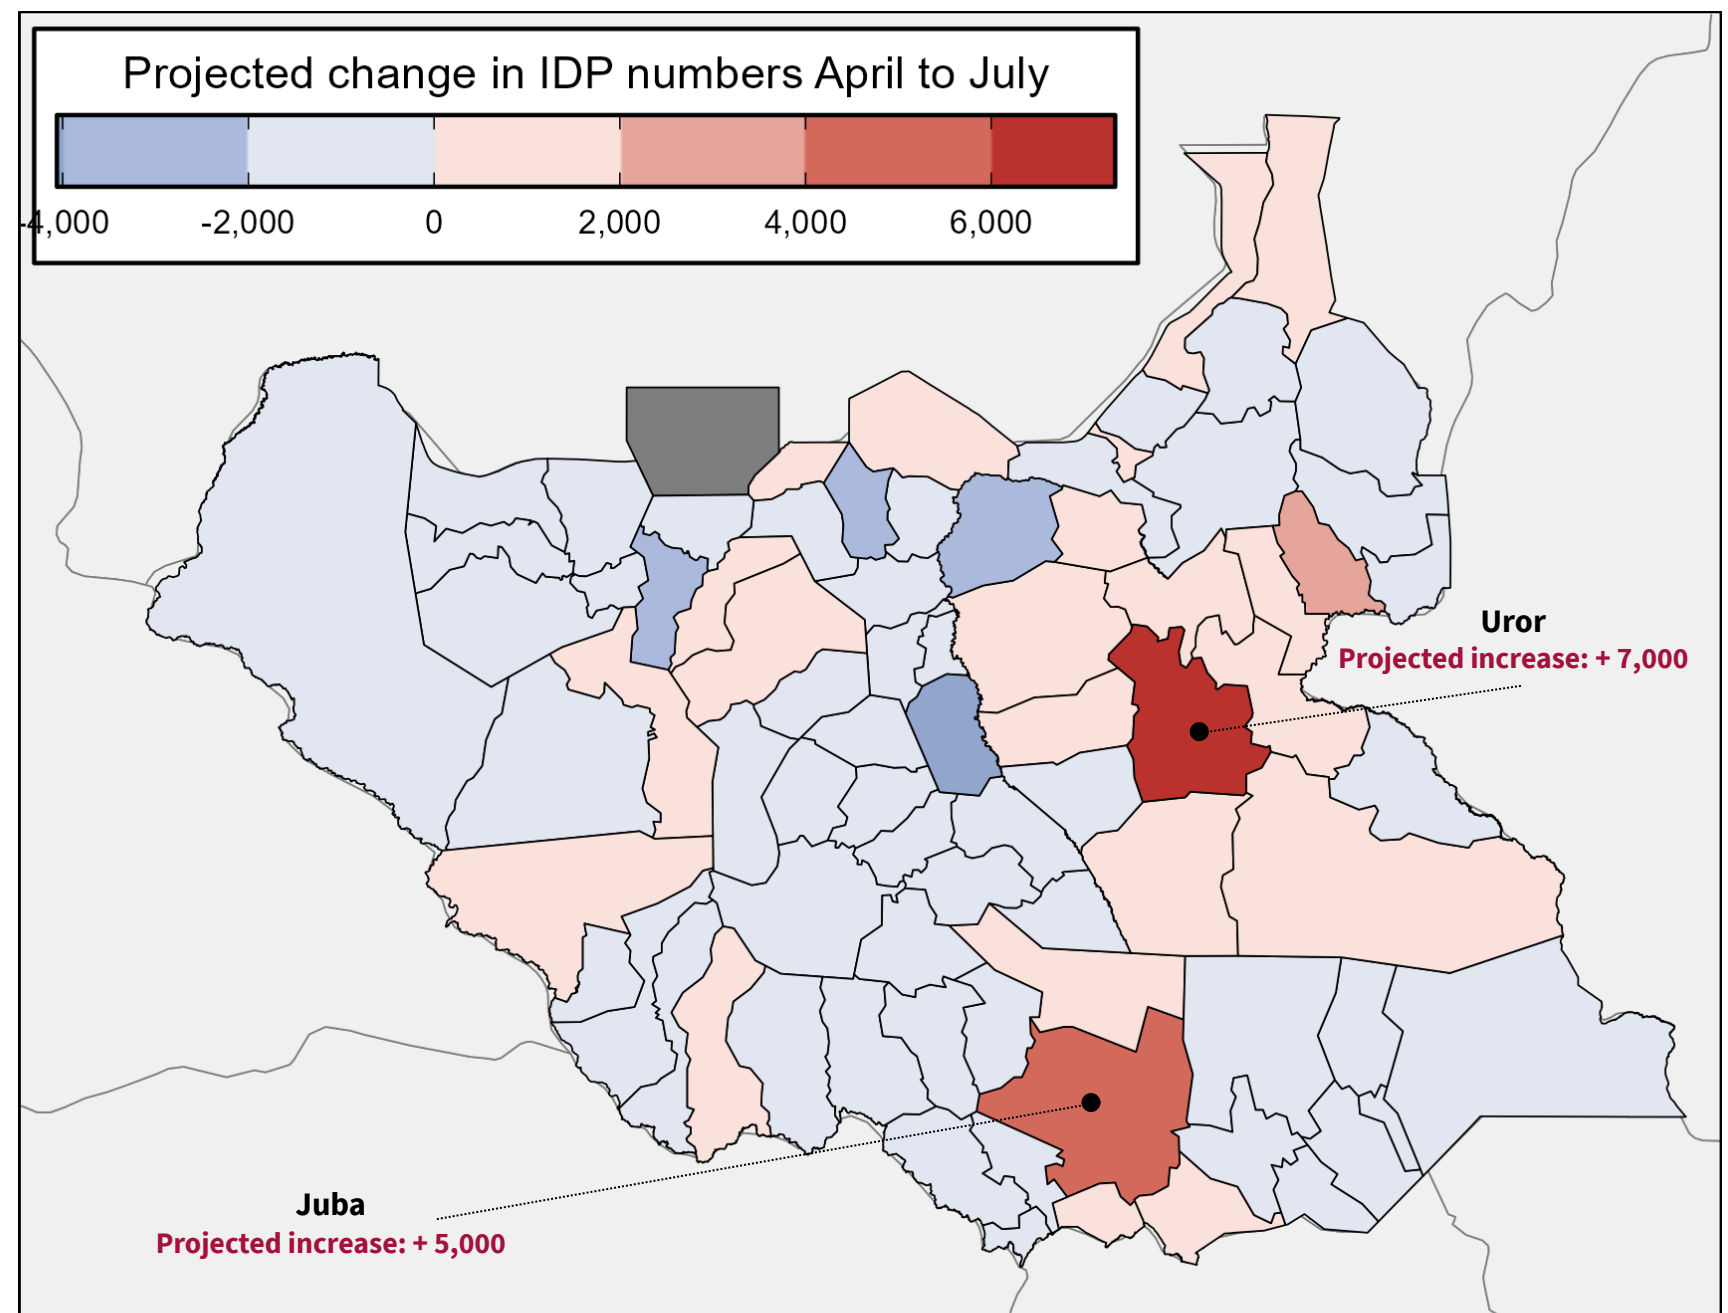 Projected change in IDP numbers April to July
-4,000 -2,000 0 2,000 4,000 6,000
Uror
Projected increase: + 7,000
Juba
Projected increase: + 5,000